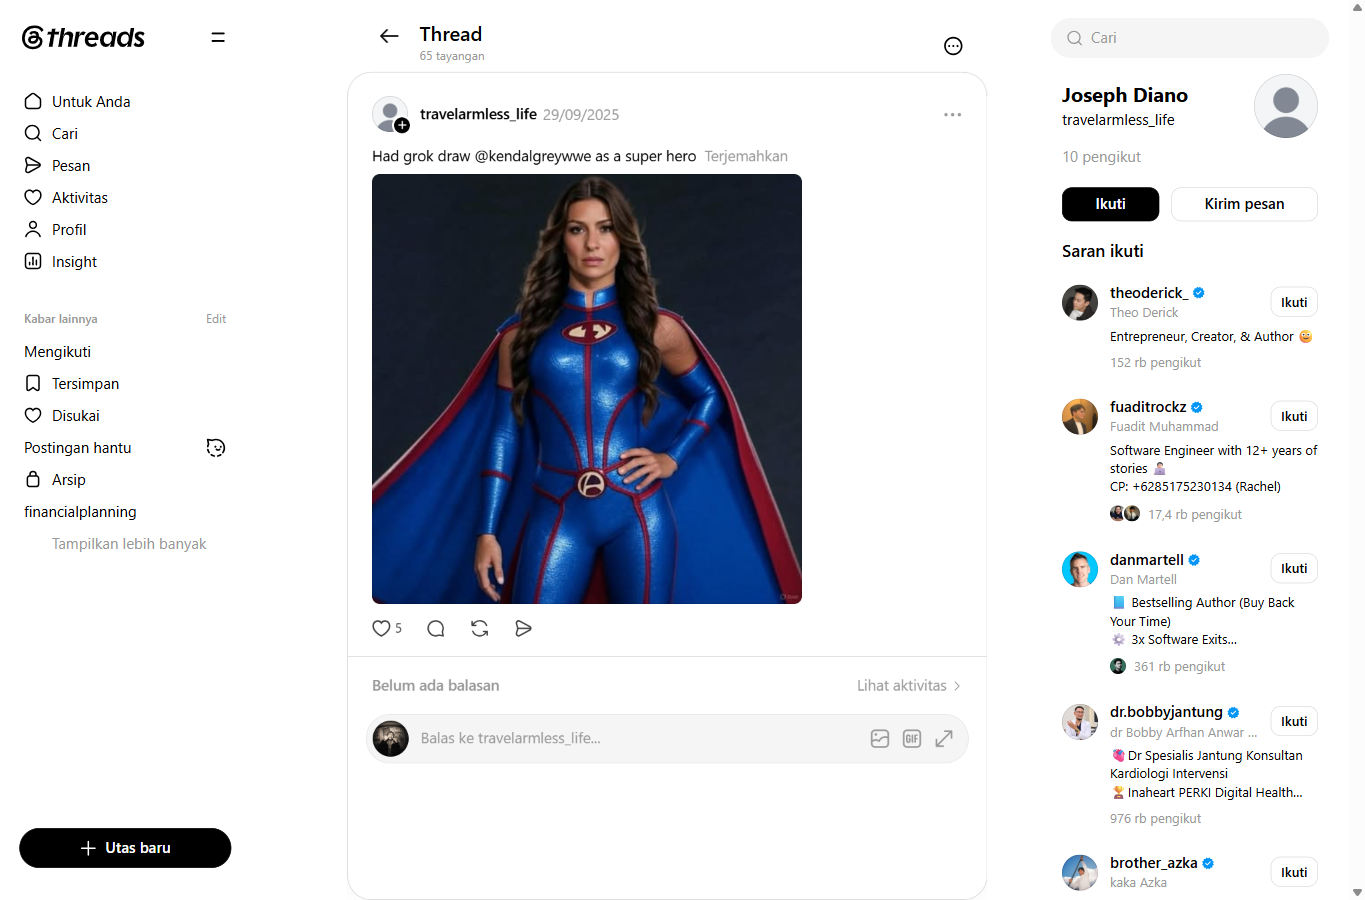 threads
Untuk Anda
Cari
Pesan
Aktivitas
Profil
Insight
Kabar lainnya
Edit
Mengikuti
Tersimpan
Disukai
Postingan hantu
Arsip
financialplanning
Tampilkan lebih banyak
Utas baru
Thread
65 tayangan
travelarmless_life 29/09/2025
Had grok draw @kendalgreywwe as a super hero Terjemahkan
5
Belum ada balasan
Lihat aktivitas
Balas ke travelarmless_life...
GIF
Cari
Joseph Diano
travelarmless_life
10 pengikut
Ikuti
Kirim pesan
Saran ikuti
theoderick_
Theo Derick
Ikuti
Entrepreneur, Creator, & Author 😄
152 rb pengikut
fuaditrockz
Fuadit Muhammad
Ikuti
Software Engineer with 12+ years of
stories
CP: +6285175230134 (Rachel)
17,4 rb pengikut
danmartell
Dan Martell
Ikuti
📘 Bestselling Author (Buy Back
Your Time)
⚙️ 3x Software Exits...
361 rb pengikut
dr.bobbyjantung
dr Bobby Arfhan Anwar ...
Ikuti
🫀Dr Spesialis Jantung Konsultan
Kardiologi Intervensi
🏆Inaheart PERKI Digital Health...
976 rb pengikut
brother_azka
kaka Azka
Ikuti